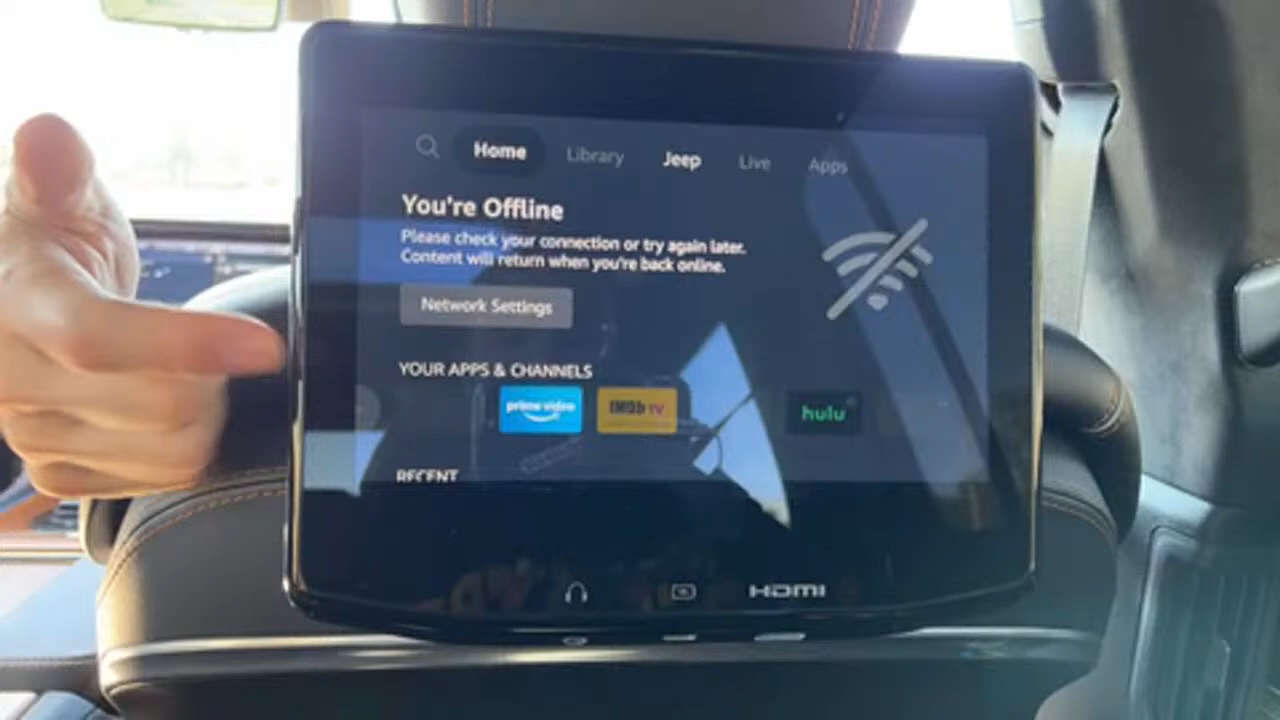 Home Library Jeep Live Apps
You're Offline
Please check your connection or try again later.
Content will return when you're back online.
Network Settings
YOUR APPS & CHANNELS
prime video IMDb TV hulu
RECENT
HDMI